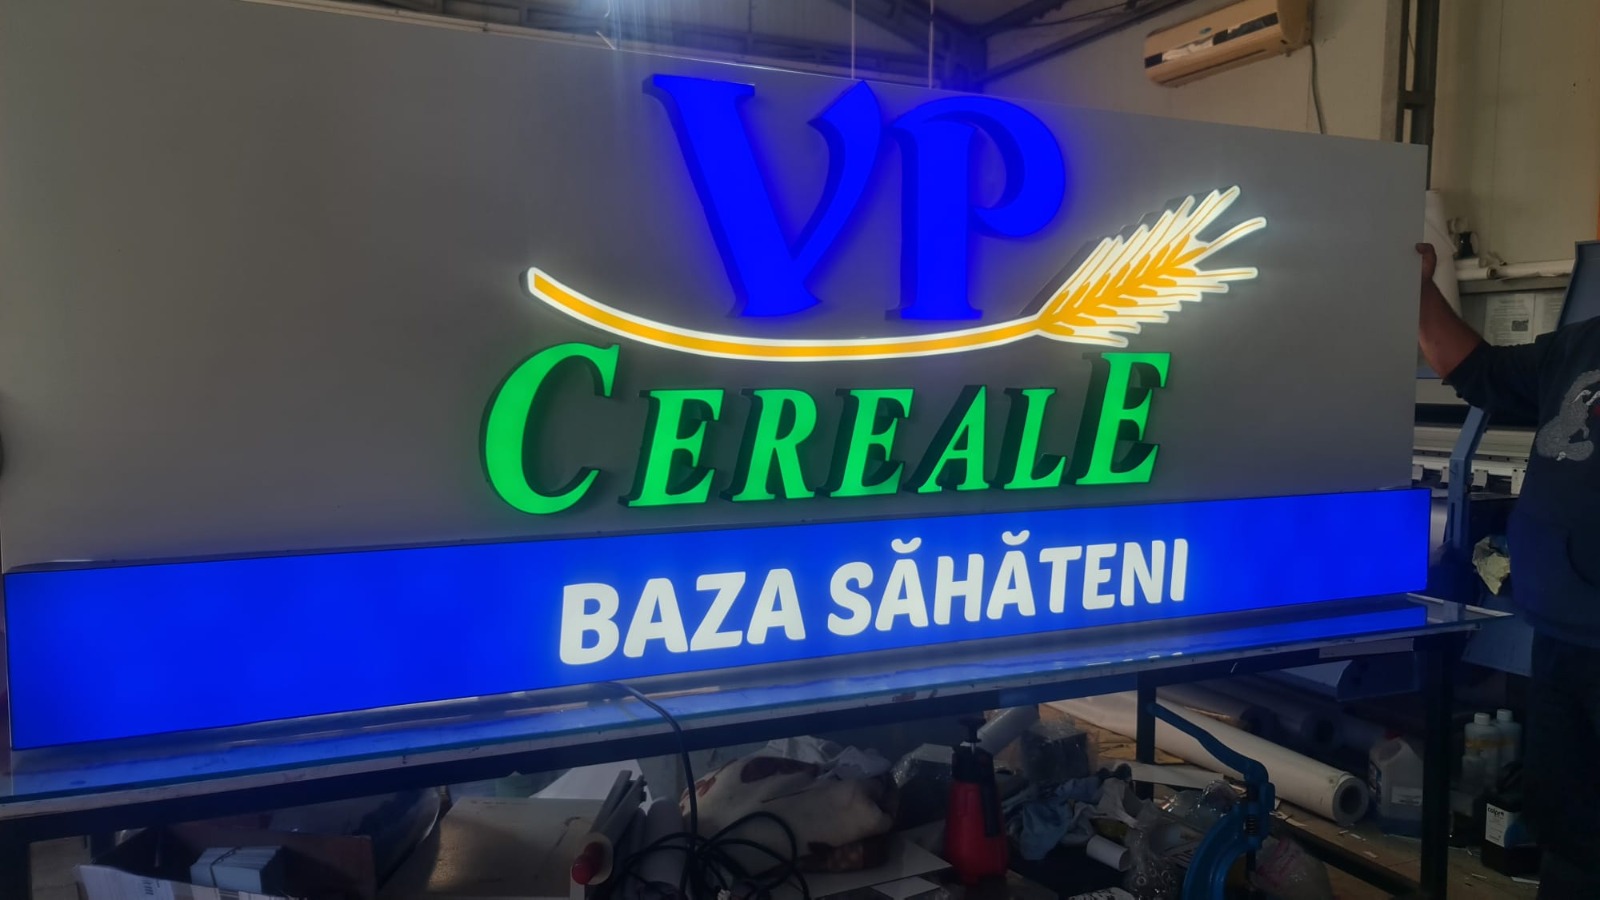 VP
CEREALE
BAZA SĂHĂTENI